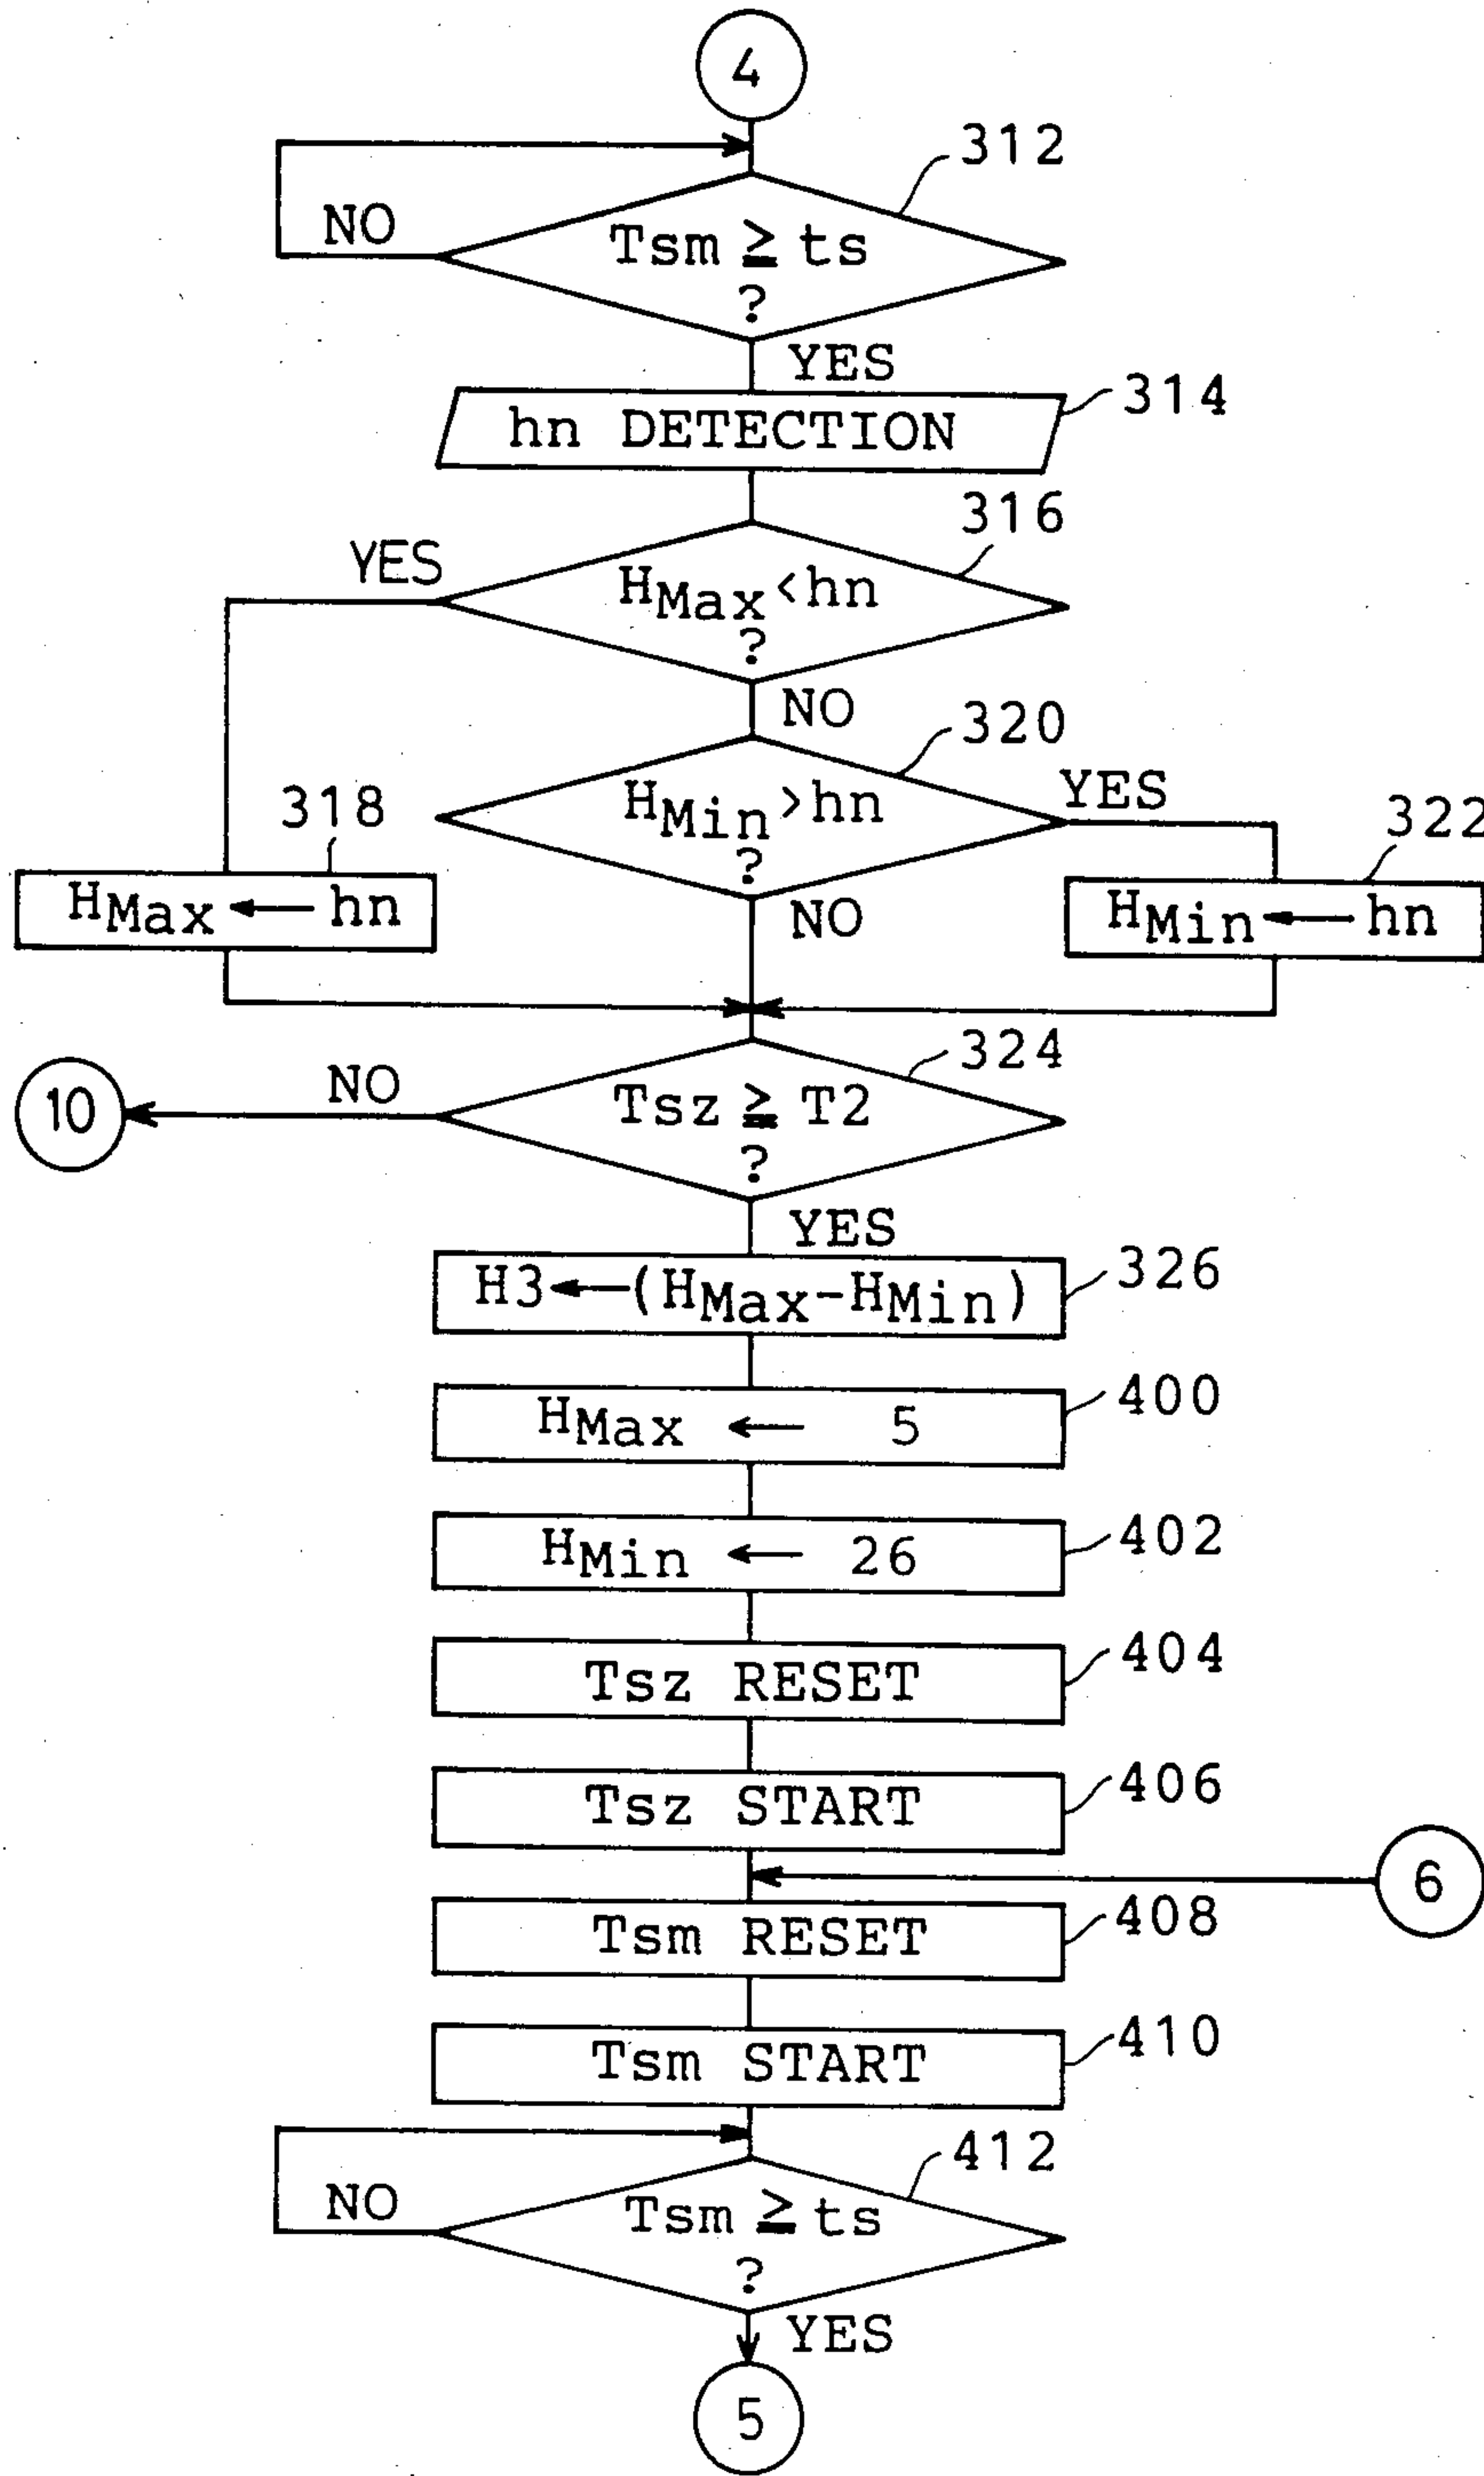 4
312
NO
Tsm ≧ ts
?
YES
314
hn DETECTION
316
YES
HMax<hn
?
NO
320
HMin>hn
?
YES
318
322
HMax ← hn
NO
HMin ← hn
324
10
NO
Tsz ≧ T2
?
YES
326
H3←(HMax-HMin)
400
HMax ← 5
402
HMin ← 26
404
Tsz RESET
406
Tsz START
6
408
Tsm RESET
410
Tsm START
412
NO
Tsm ≧ ts
?
YES
5